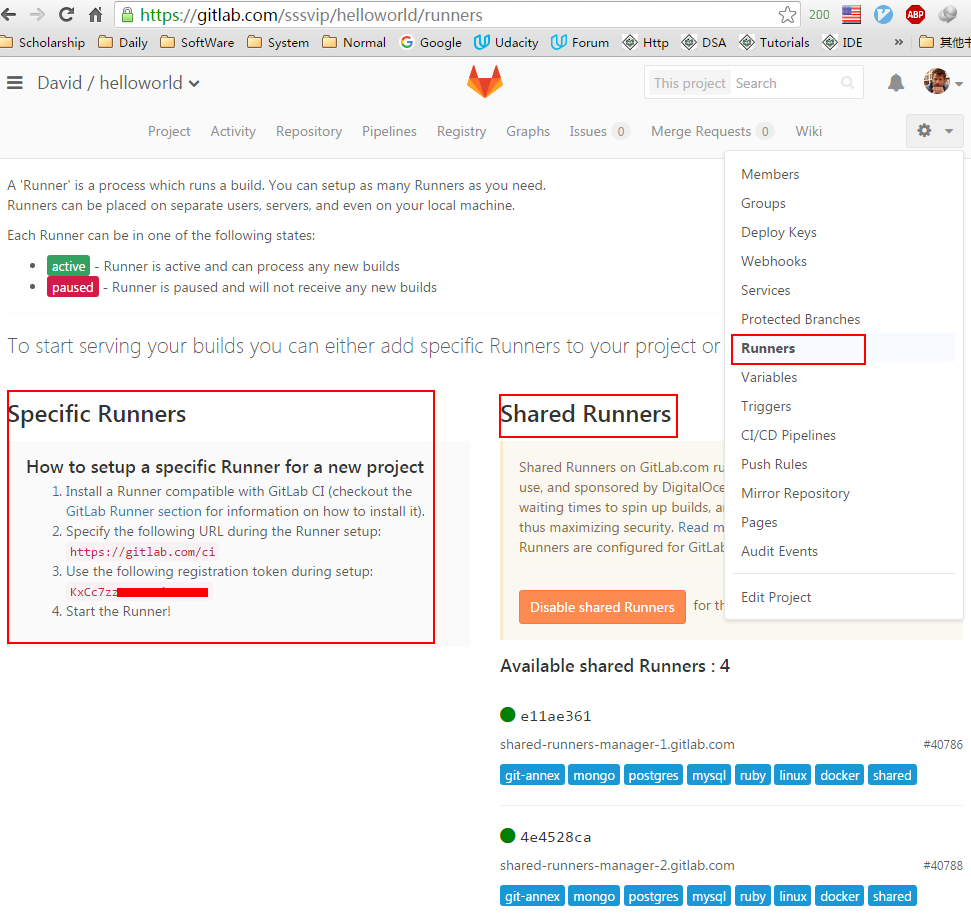 https://gitlab.com/sssvip/helloworld/runners 200 ABP
Scholarship Daily SoftWare System Normal Google Udacity Forum Http DSA Tutorials IDE » 其他书
David / helloworld This project Search
Project Activity Repository Pipelines Registry Graphs Issues 0 Merge Requests 0 Wiki
Members
Groups
Deploy Keys
Webhooks
Services
Protected Branches
Runners
Variables
Triggers
CI/CD Pipelines
Push Rules
Mirror Repository
Pages
Audit Events
Edit Project
A 'Runner' is a process which runs a build. You can setup as many Runners as you need.
Runners can be placed on separate users, servers, and even on your local machine.
Each Runner can be in one of the following states:
• active - Runner is active and can process any new builds
• paused - Runner is paused and will not receive any new builds
To start serving your builds you can either add specific Runners to your project or
Specific Runners
How to setup a specific Runner for a new project
1. Install a Runner compatible with GitLab CI (checkout the
GitLab Runner section for information on how to install it).
2. Specify the following URL during the Runner setup:
https://gitlab.com/ci
3. Use the following registration token during setup:
KxCc7zz
4. Start the Runner!
Shared Runners
Shared Runners on GitLab.com ru
use, and sponsored by DigitalOce
waiting times to spin up builds, a
thus maximizing security. Read m
Runners are configured for GitLab
Disable shared Runners for th
Available shared Runners : 4
e11ae361
shared-runners-manager-1.gitlab.com #40786
git-annex mongo postgres mysql ruby linux docker shared
4e4528ca
shared-runners-manager-2.gitlab.com #40788
git-annex mongo postgres mysql ruby linux docker shared